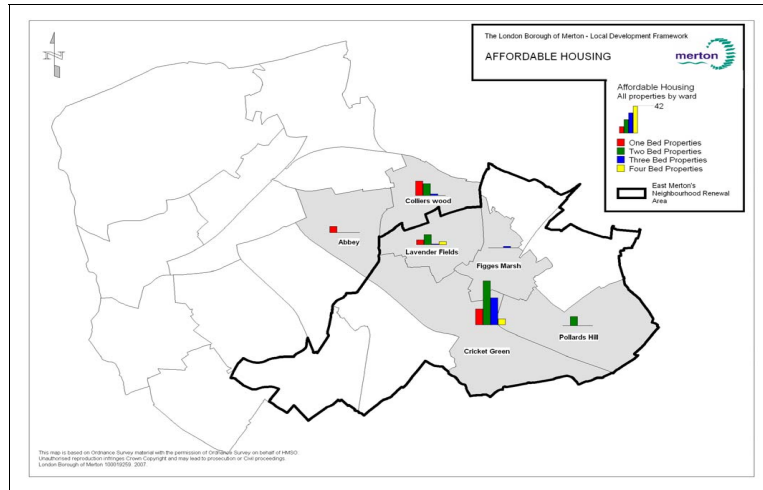 The London Borough of Merton - Local Development Framework
AFFORDABLE HOUSING
merton
Affordable Housing
All properties by ward
42
One Bed Properties
Two Bed Properties
Three Bed Properties
Four Bed Properties
East Merton's
Neighbourhood Renewal
Area
N
Colliers wood
Abbey
Lavender Fields
Figges Marsh
Pollards Hill
Cricket Green
This map is based on Ordnance Survey material with the permission of Ordnance Survey on behalf of HMSO.
Unauthorised reproduction infringes Crown Copyright and may lead to prosecution or Civil proceedings.
London Borough of Merton 100019259. 2007.